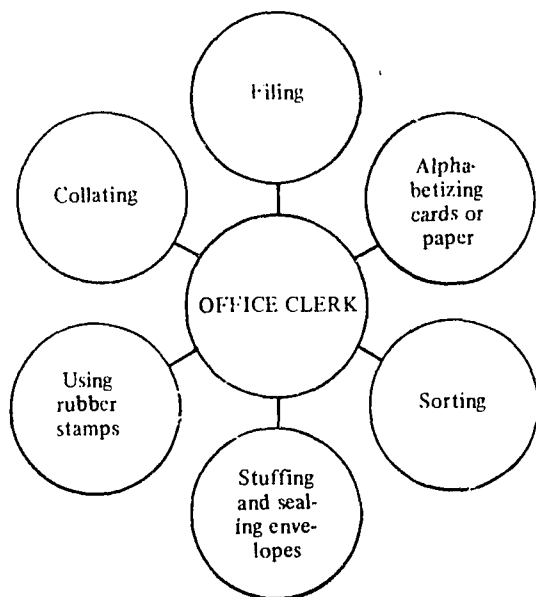 Filing
Collating
Alpha-
betizing
cards or
paper
OFFICE CLERK
Using
rubber
stamps
Sorting
Stuffing
and seal-
ing enve-
lopes